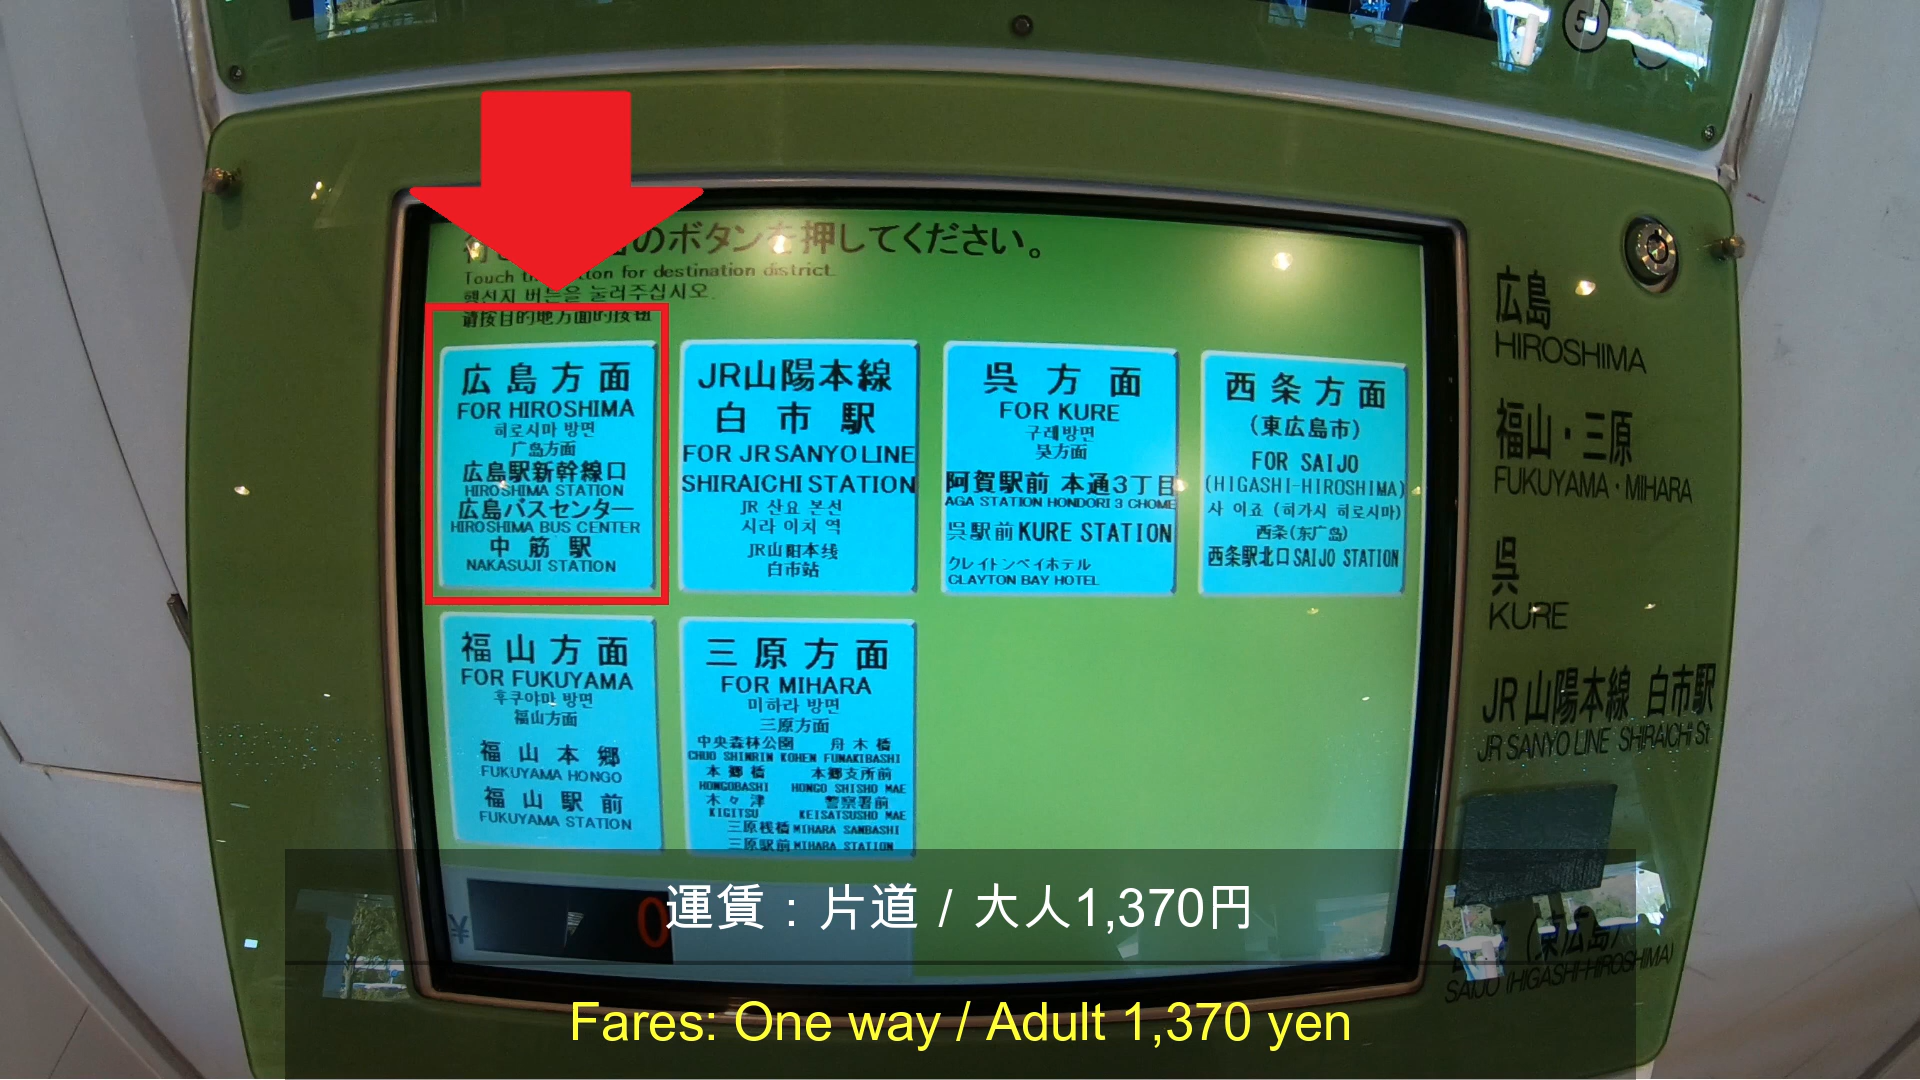 のボタンを押してください。
Touch
for destination district.
행선지 버튼을 눌러주십시오.
请按目的地方面的按钮
広島方面
FOR HIROSHIMA
히로시마 방면
广岛方面
広島駅新幹線口
HIROSHIMA STATION
広島バスセンター
HIROSHIMA BUS CENTER
中筋駅
NAKASUJI STATION
JR山陽本線
白市駅
FOR JR SANYO LINE
SHIRAICHI STATION
JR 산요 본선
시라 이치 역
JR山阳本线
白市站
呉方面
FOR KURE
구레방면
吴方面
阿賀駅前 本通3丁目
AGA STATION HONDORI 3 CHOME
呉駅前 KURE STATION
クレイトンベイホテル
CLAYTON BAY HOTEL
西条方面
(東広島市)
FOR SAIJO
(HIGASHI-HIROSHIMA)
사 이죠 (히가시 히로시마)
西条(东广岛)
西条駅北口 SAIJO STATION
福山方面
FOR FUKUYAMA
후쿠야마 방면
福山方面
福山本郷
FUKUYAMA HONGO
福山駅前
FUKUYAMA STATION
三原方面
FOR MIHARA
미하라 방면
三原方面
中央森林公園 舟木橋
CHUO SHINRIN KOHEN FUNAKIBASHI
本郷橋 本郷支所前
HONGOBASHI HONGO SHISHO MAE
木々津 警察署前
KIGITSU KEISATSUSHO MAE
三原桟橋 MIHARA SANBASHI
三原駅前 MIHARA STATION
¥ 0
広島
HIROSHIMA
福山・三原
FUKUYAMA・MIHARA
呉
KURE
JR 山陽本線 白市駅
JR SANYO LINE SHIRAICHI St
(東広島)
SAIJO (HIGASHI-HIROSHIMA)
運賃：片道 / 大人1,370円
Fares: One way / Adult 1,370 yen